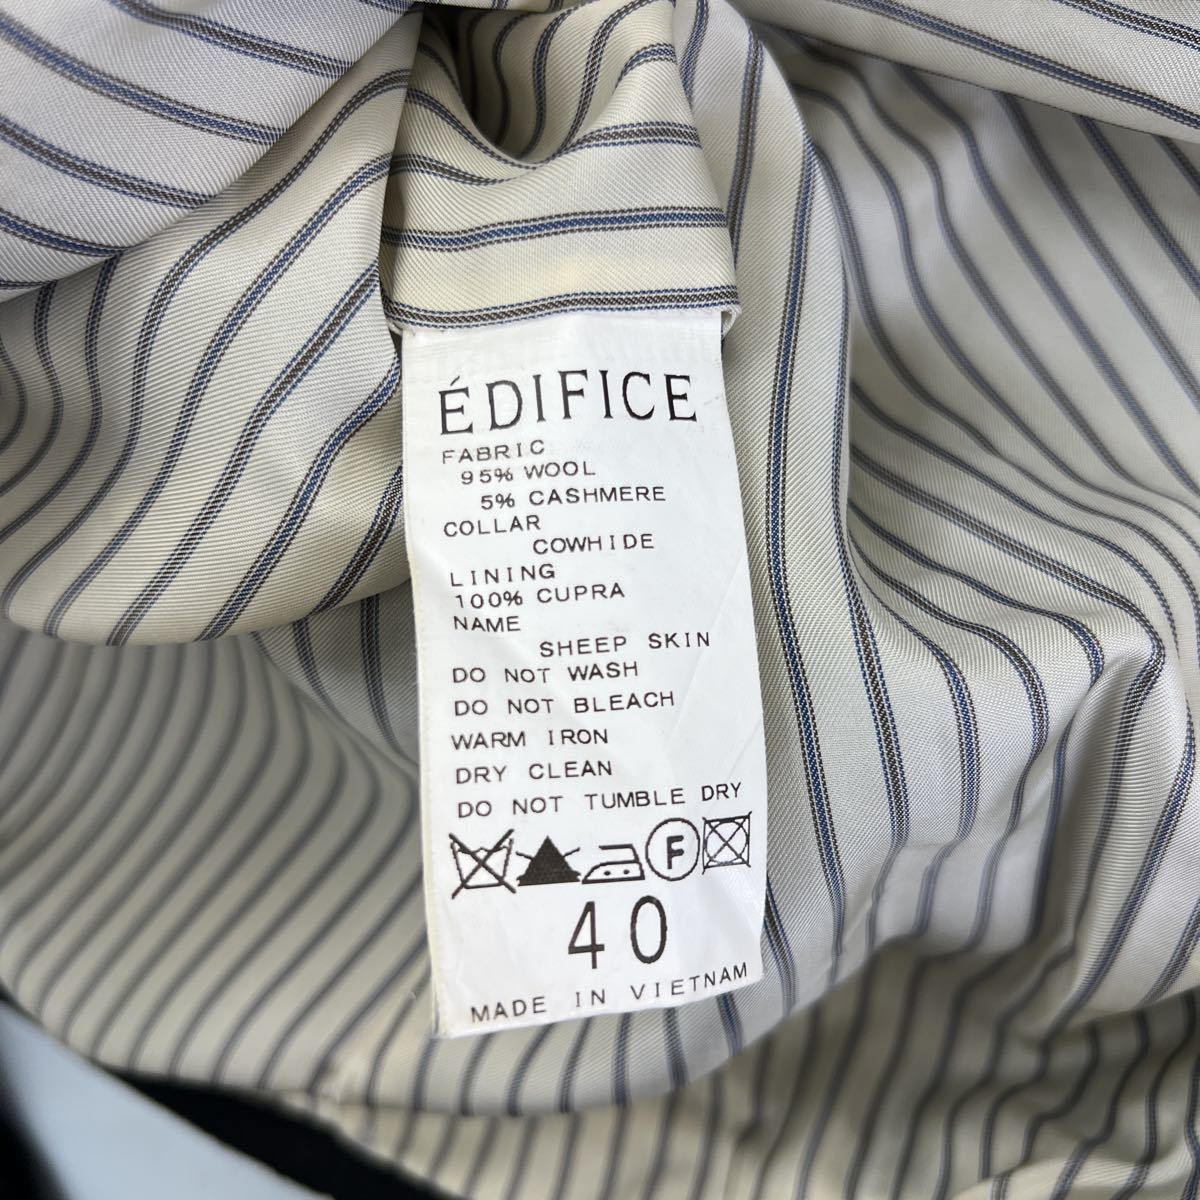 ÉDIFICE
FABRIC
95% WOOL
5% CASHMERE
COLLAR
COWHIDE
LINING
100% CUPRA
NAME
SHEEP SKIN
DO NOT WASH
DO NOT BLEACH
WARM IRON
DRY CLEAN
DO NOT TUMBLE DRY
F
40
MADE IN VIETNAM